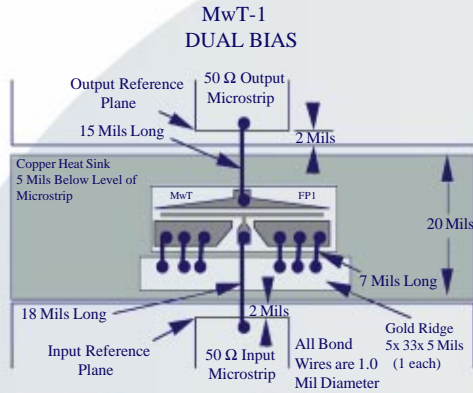 MwT-1
DUAL BIAS
Output Reference
Plane
50 Ω Output
Microstrip
15 Mils Long
2 Mils
Copper Heat Sink
5 Mils Below Level of
Microstrip
MwT
FP1
20 Mils
7 Mils Long
18 Mils Long
2 Mils
Gold Ridge
5x 33x 5 Mils
(1 each)
Input Reference
Plane
50 Ω Input
Microstrip
All Bond
Wires are 1.0
Mil Diameter